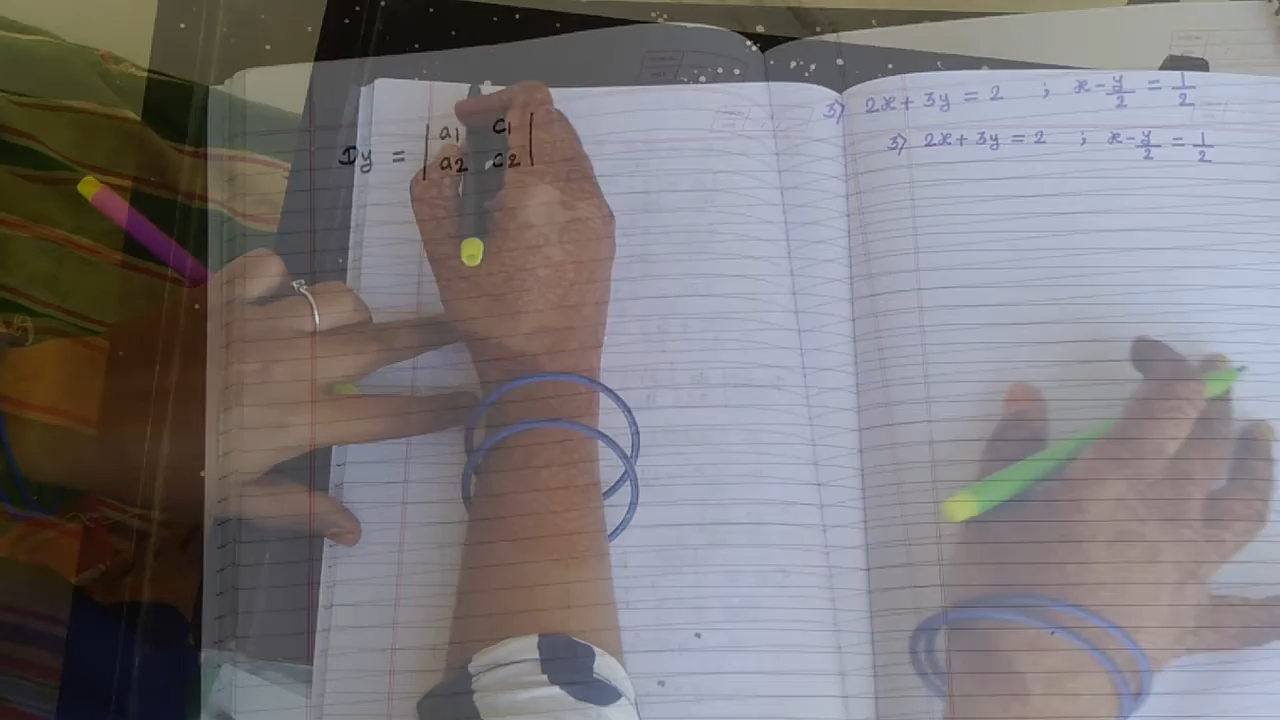 Dy = | a1 c1 |
| a2 c2 |
3) 2x + 3y = 2 ; x - y/2 = 1/2
3) 2x + 3y = 2 ; x - y/2 = 1/2